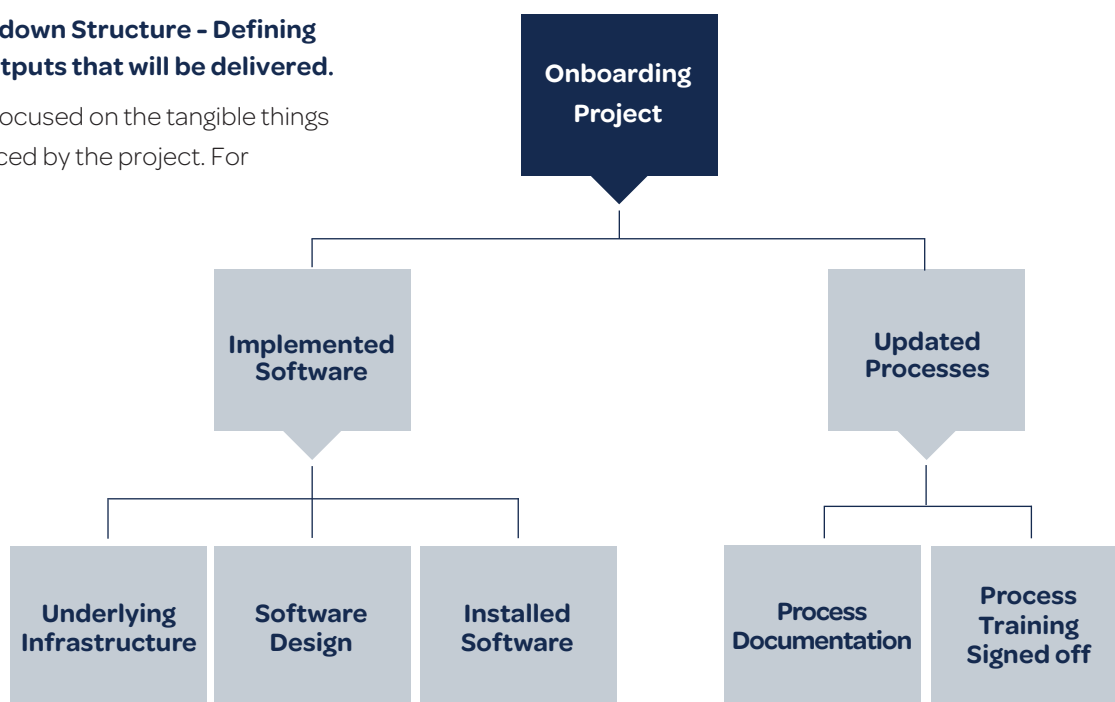 down Structure - Defining
tputs that will be delivered.
ocused on the tangible things
ced by the project. For
Onboarding
Project
Implemented
Software
Updated
Processes
Underlying
Infrastructure
Software
Design
Installed
Software
Process
Documentation
Process
Training
Signed off